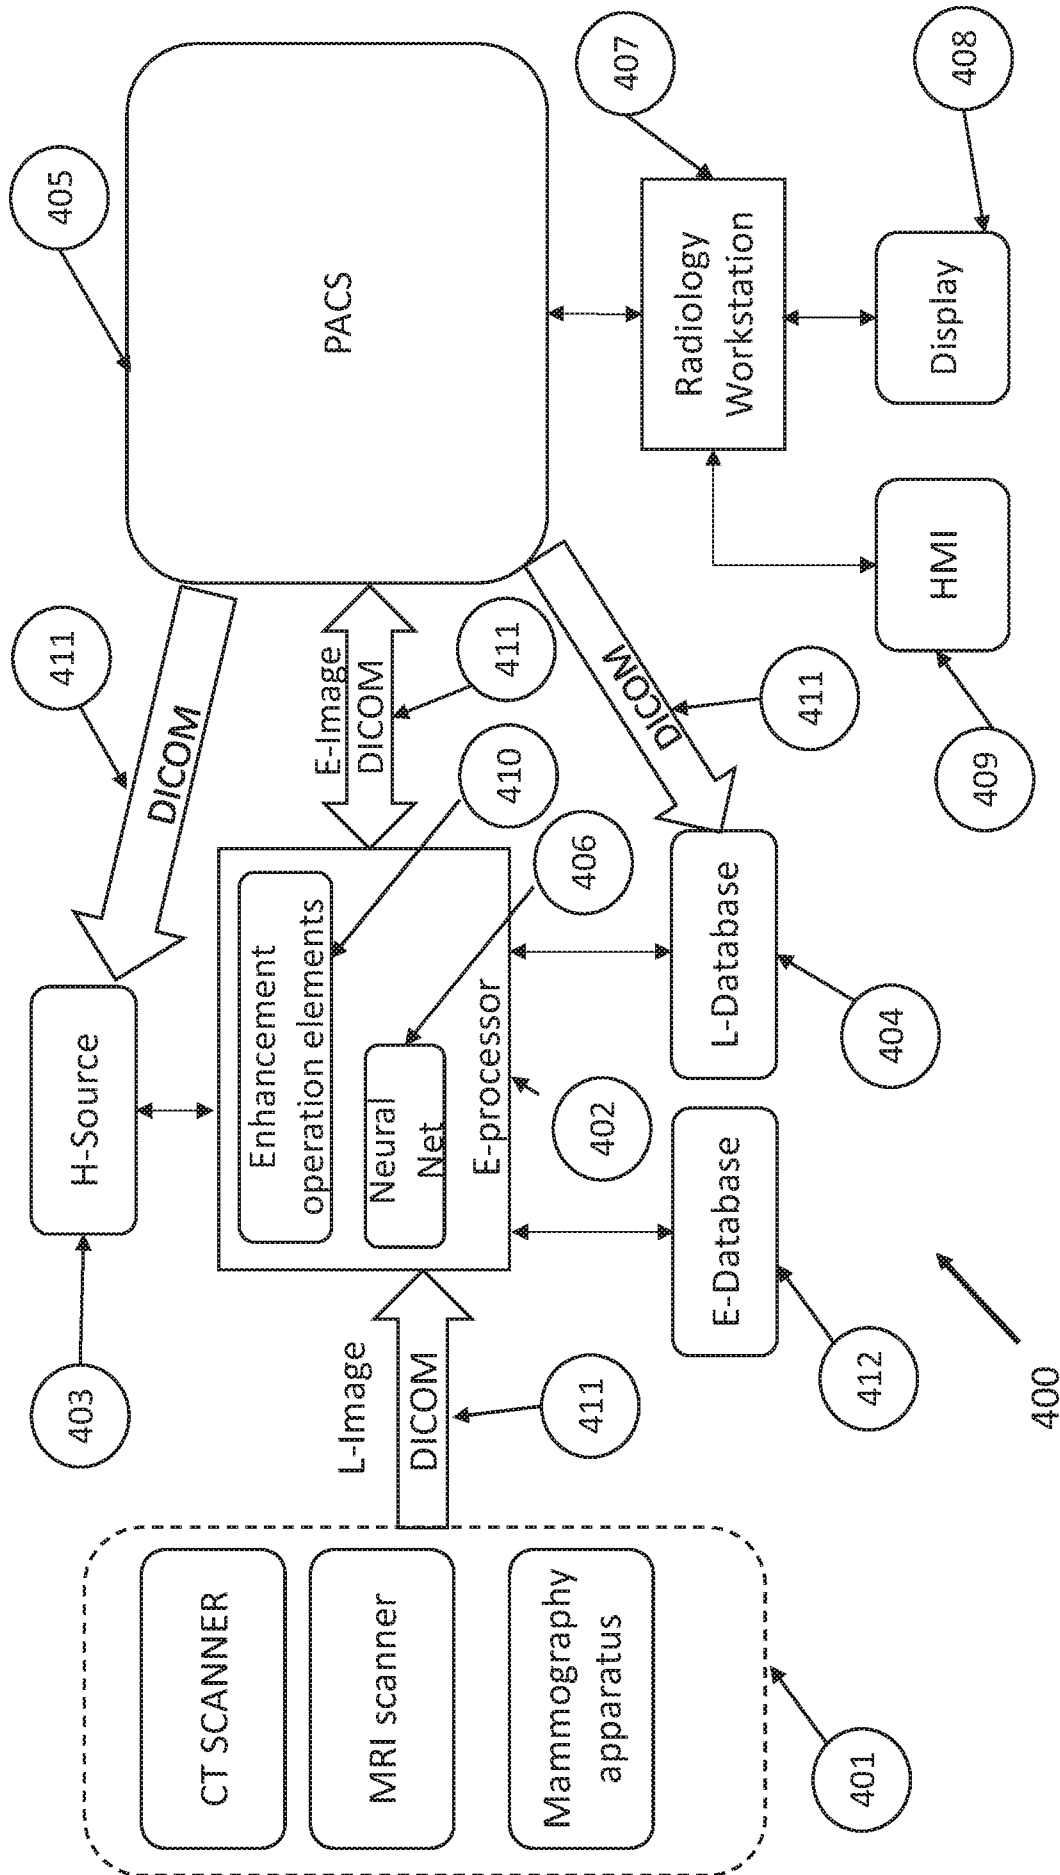 CT SCANNER
MRI scanner
Mammography
apparatus
401
L-Image
DICOM
411
403
H-Source
Enhancement
operation elements
Neural
Net
E-processor
402
410
406
E-Database
412
L-Database
404
DICOM
411
E-Image
DICOM
411
DICOM
411
PACS
405
Radiology
Workstation
407
Display
408
HMI
409
400